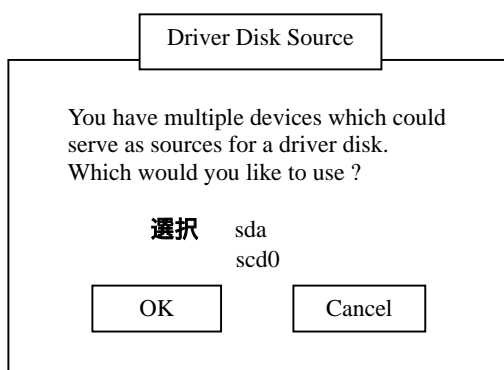 Driver Disk Source
You have multiple devices which could
serve as sources for a driver disk.
Which would you like to use ?
選択 sda
scd0
OK Cancel